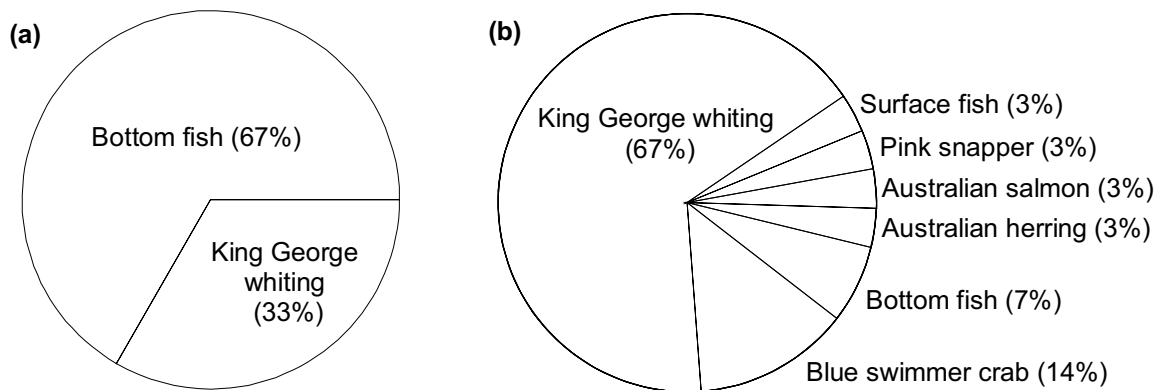 (a)
Bottom fish (67%)
King George
whiting
(33%)
(b)
King George whiting
(67%)
Surface fish (3%)
Pink snapper (3%)
Australian salmon (3%)
Australian herring (3%)
Bottom fish (7%)
Blue swimmer crab (14%)